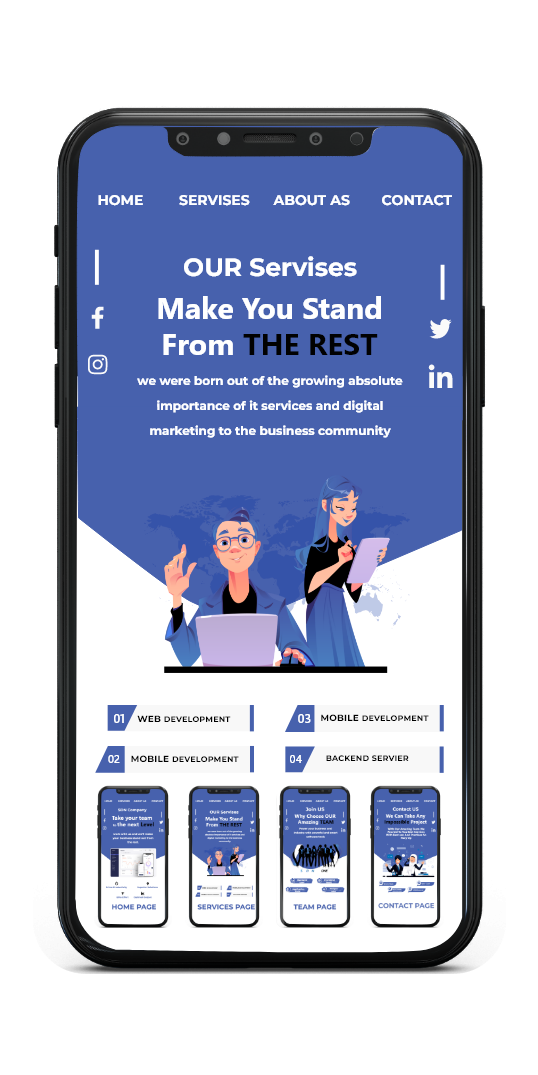 HOME SERVISES ABOUT AS CONTACT
OUR Servises
Make You Stand
From THE REST
we were born out of the growing absolute
importance of it services and digital
marketing to the business community
01 WEB DEVELOPMENT
03 MOBILE DEVELOPMENT
02 MOBILE DEVELOPMENT
04 BACKEND SERVIER
Take your team
to the next Level
HOME PAGE
OUR Servises
Make You Stand
From THE REST
SERVICES PAGE
Join US
Why Choose OUR
Amazing TEAM
TEAM PAGE
Contact US
We Can Take Any
Impossible Project
CONTACT PAGE